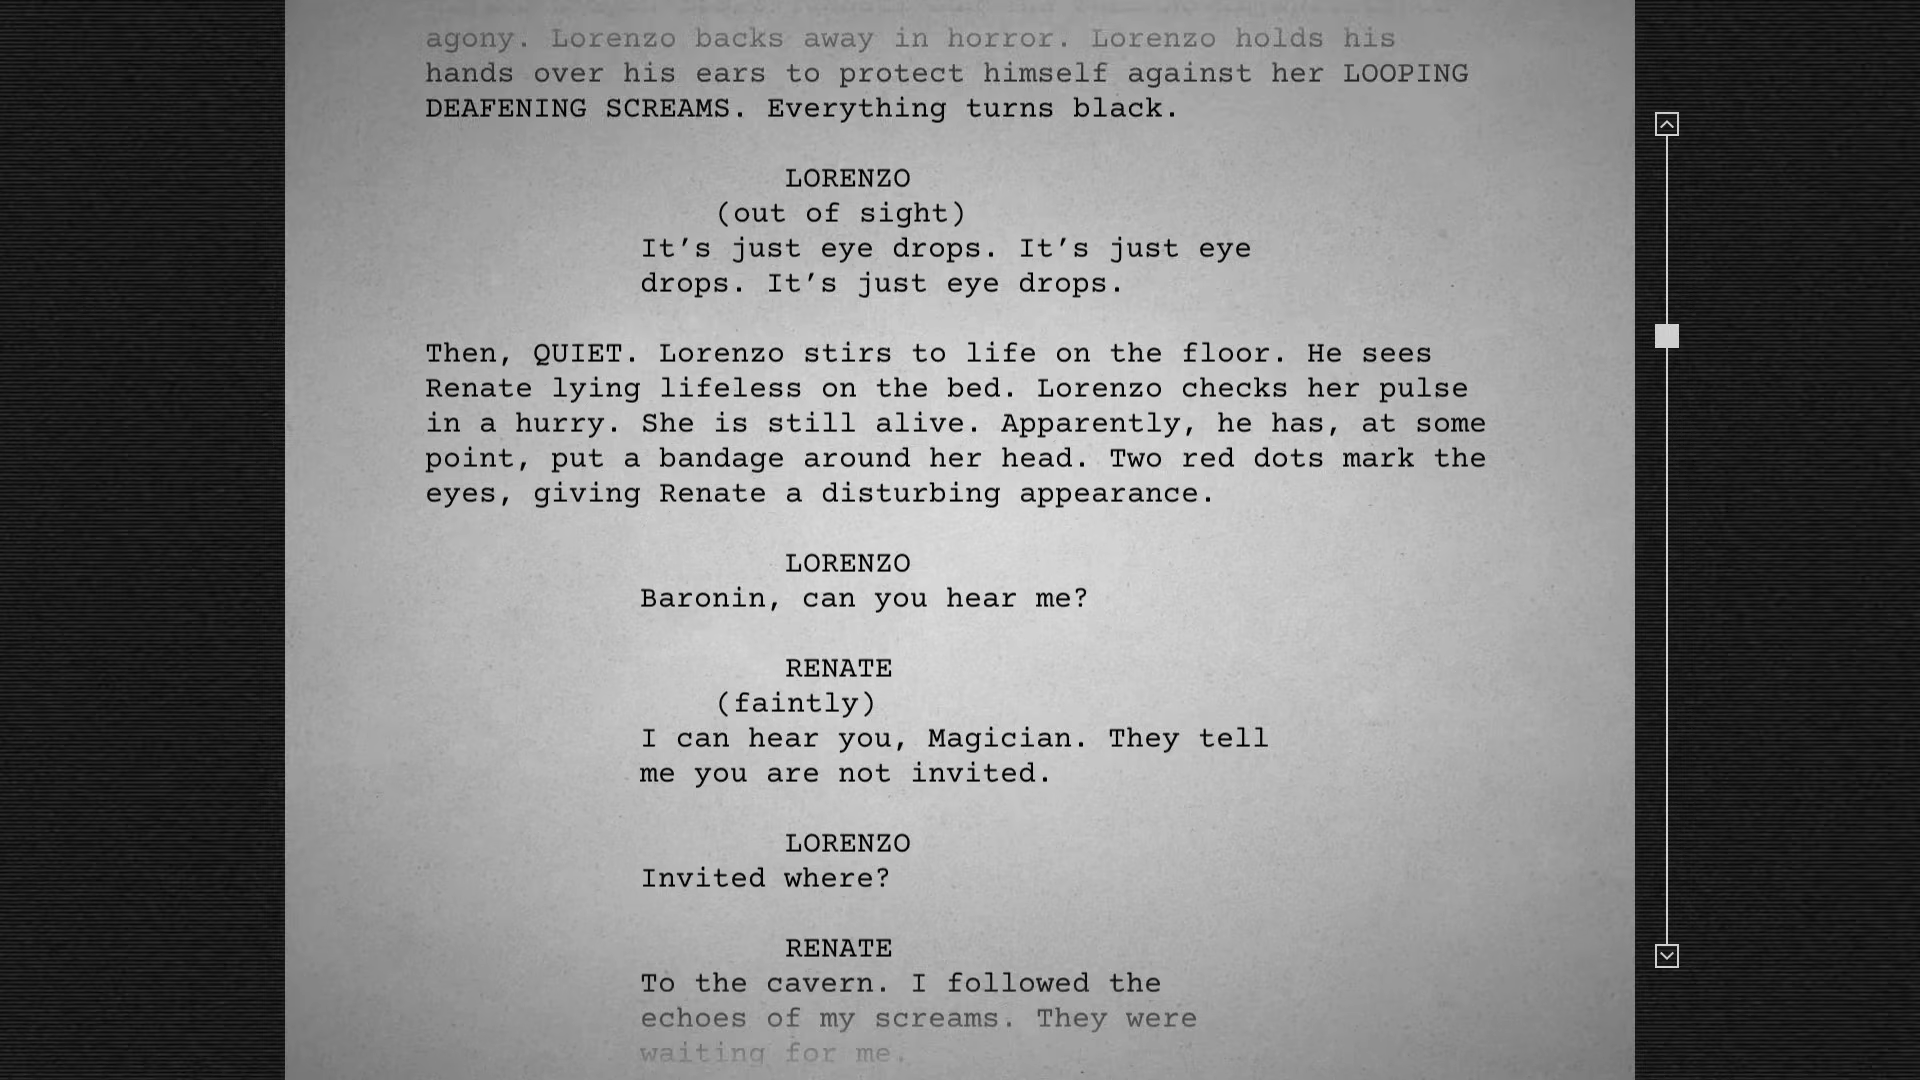 agony. Lorenzo backs away in horror. Lorenzo holds his
hands over his ears to protect himself against her LOOPING
DEAFENING SCREAMS. Everything turns black.
LORENZO
(out of sight)
It’s just eye drops. It’s just eye
drops. It’s just eye drops.
Then, QUIET. Lorenzo stirs to life on the floor. He sees
Renate lying lifeless on the bed. Lorenzo checks her pulse
in a hurry. She is still alive. Apparently, he has, at some
point, put a bandage around her head. Two red dots mark the
eyes, giving Renate a disturbing appearance.
LORENZO
Baronin, can you hear me?
RENATE
(faintly)
I can hear you, Magician. They tell
me you are not invited.
LORENZO
Invited where?
RENATE
To the cavern. I followed the
echoes of my screams. They were
waiting for me.